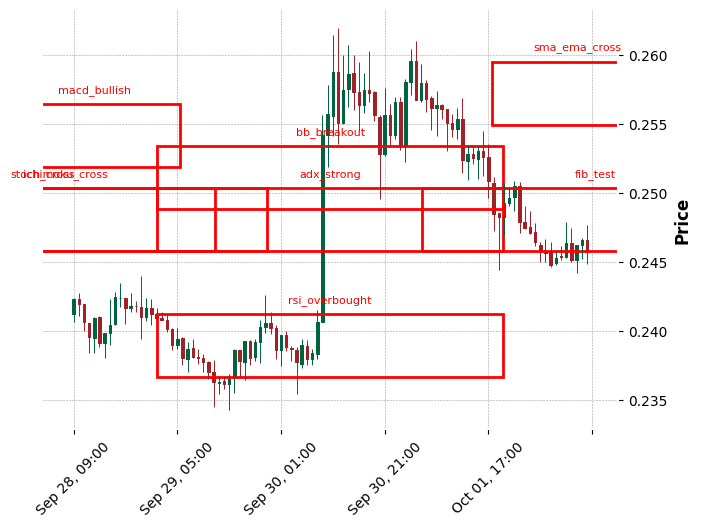 sma_ema_cross
0.260
macd_bullish
0.255
bb_breakout
adx_strong
fib_test
0.250
Price
0.245
rsi_overbought
0.240
0.235
Sep 28, 09:00
Sep 29, 05:00
Sep 30, 01:00
Sep 30, 21:00
Oct 01, 17:00